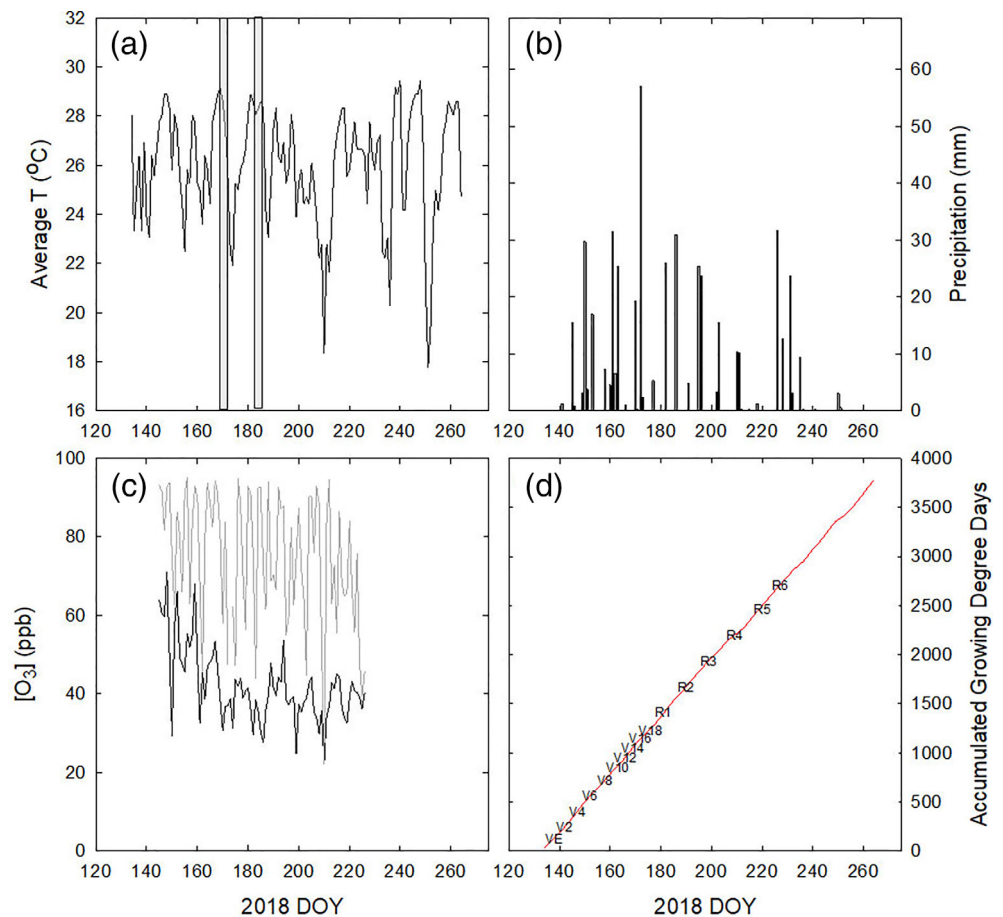 (a)
32
30
28
26
24
22
20
18
16
Average T (°C)
120 140 160 180 200 220 240 260
(b)
60
50
40
30
20
10
0
Precipitation (mm)
120 140 160 180 200 220 240 260
(c)
100
80
60
40
20
0
[O3] (ppb)
120 140 160 180 200 220 240 260
2018 DOY
(d)
4000
3500
3000
2500
2000
1500
1000
500
0
Accumulated Growing Degree Days
R6
R5
R4
R3
R2
R1
V18
V16
V14
V12
V10
V8
V6
V4
V2
VE
120 140 160 180 200 220 240 260
2018 DOY